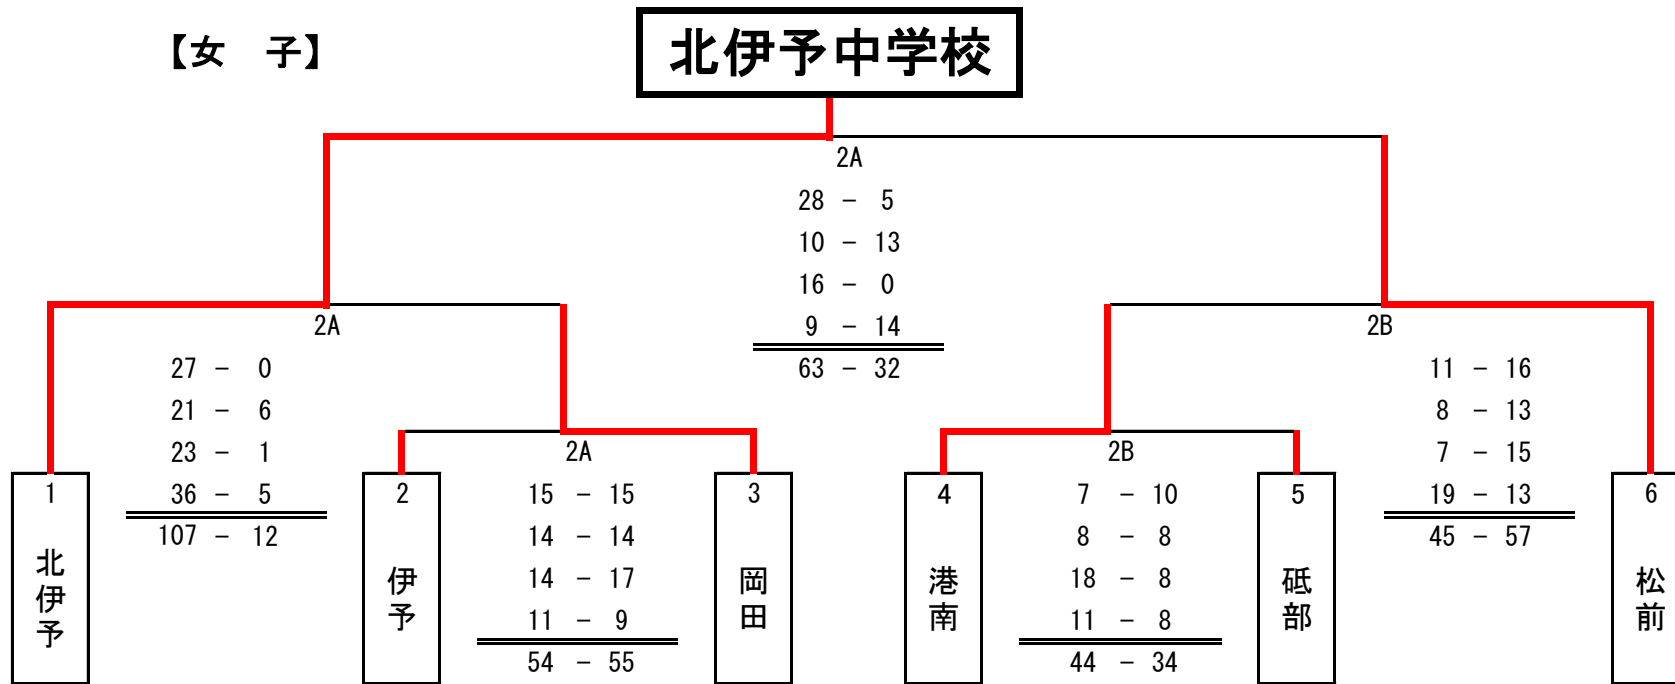 【女　子】
北伊予中学校
2A
28 － 5
10 － 13
16 － 0
9 － 14
63 － 32
2A
27 － 0
21 － 6
23 － 1
36 － 5
107 － 12
2B
11 － 16
8 － 13
7 － 15
19 － 13
45 － 57
2A
15 － 15
14 － 14
14 － 17
11 － 9
54 － 55
2B
7 － 10
8 － 8
18 － 8
11 － 8
44 － 34
1
北伊予
2
伊予
3
岡田
4
港南
5
砥部
6
松前